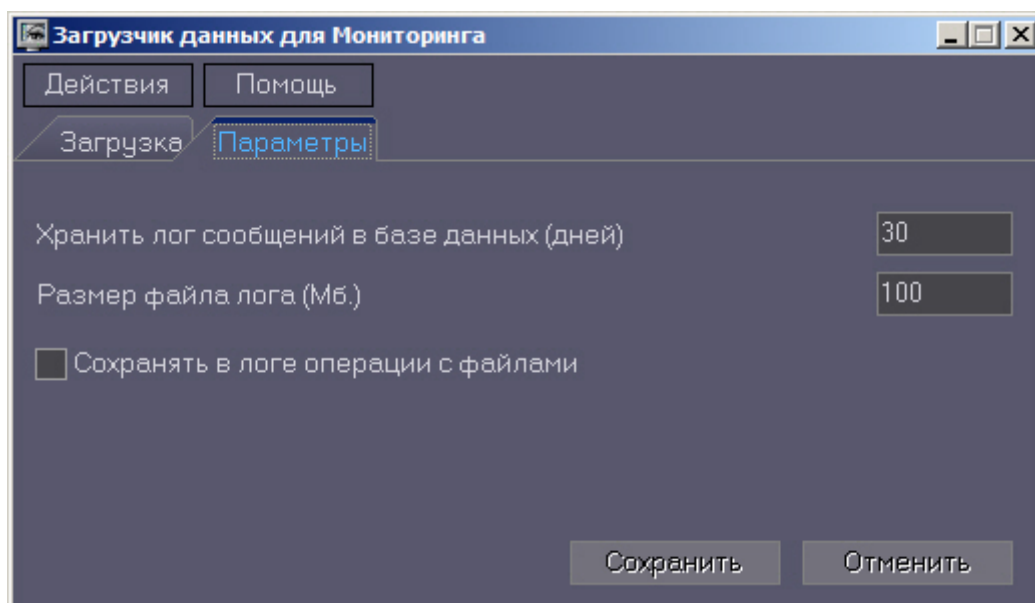 Загрузчик данных для Мониторинга
Действия Помощь
Загрузка Параметры
Хранить лог сообщений в базе данных (дней) 30
Размер файла лога (Мб.) 100
Сохранять в логе операции с файлами
Сохранить Отменить